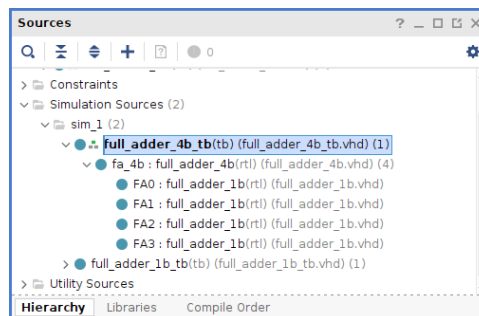 Sources
? _
0
Constraints
Simulation Sources (2)
sim_1 (2)
full_adder_4b_tb(tb) (full_adder_4b_tb.vhd) (1)
fa_4b : full_adder_4b(rtl) (full_adder_4b.vhd) (4)
FA0 : full_adder_1b(rtl) (full_adder_1b.vhd)
FA1 : full_adder_1b(rtl) (full_adder_1b.vhd)
FA2 : full_adder_1b(rtl) (full_adder_1b.vhd)
FA3 : full_adder_1b(rtl) (full_adder_1b.vhd)
full_adder_1b_tb(tb) (full_adder_1b_tb.vhd) (1)
Utility Sources
Hierarchy Libraries Compile Order